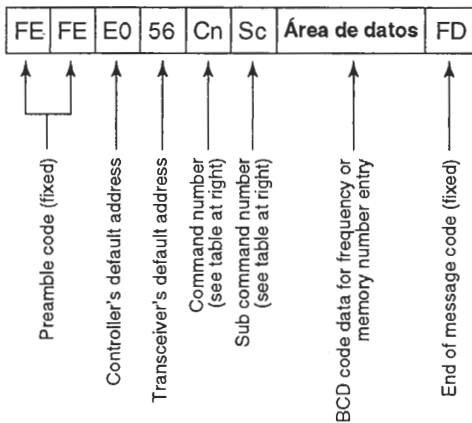 FE FE E0 56 Cn Sc Área de datos FD
Preamble code (fixed)
Controller's default address
Transceiver's default address
Command number
(see table at right)
Sub command number
(see table at right)
BCD code data for frequency or
memory number entry
End of message code (fixed)